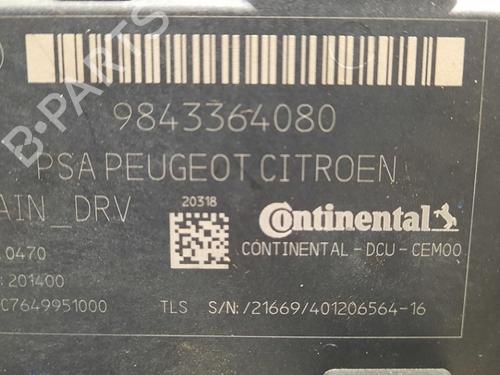 9843364080
PSA PEUGEOT CITROEN
AIN_DRV
20318
Continental
0470
CONTINENTAL-DCU-CEM00
: 201400
C7649951000 TLS S/N:/21669/401206564-16
B-PARTS